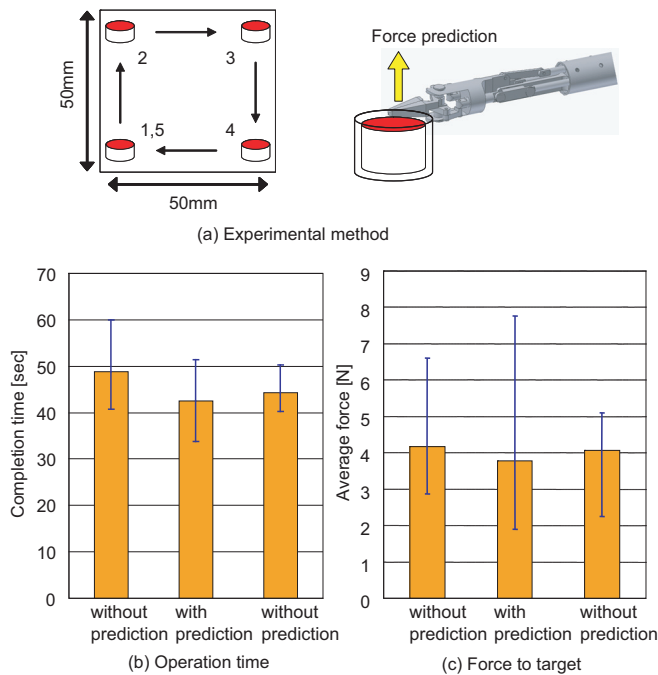 2
3
1,5
4
50mm
50mm
Force prediction
(a) Experimental method
70
60
50
40
30
20
10
0
Completion time [sec]
without
prediction
with
prediction
without
prediction
(b) Operation time
9
8
7
6
5
4
3
2
1
0
Average force [N]
without
prediction
with
prediction
without
prediction
(c) Force to target